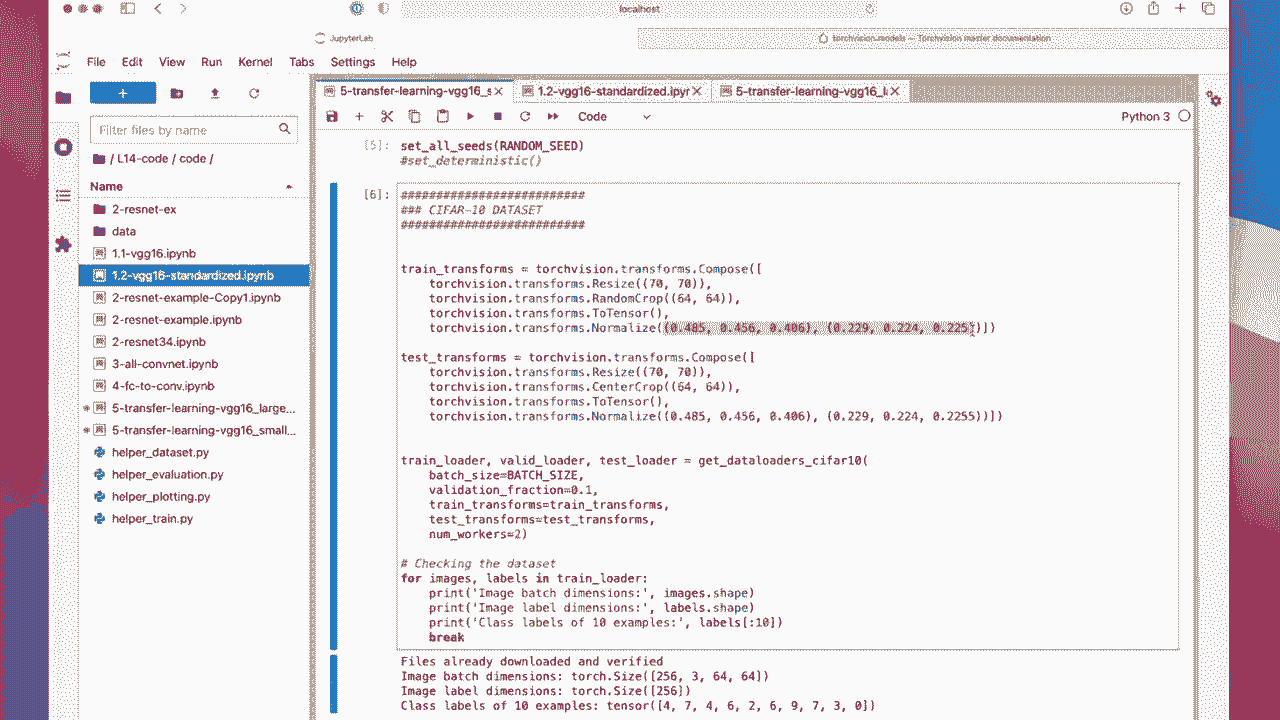 localhost
JupyterLab
torchvision.models — Torchvision master documentation
File Edit View Run Kernel Tabs Settings Help
5-transfer-learning-vgg16_s
1.2-vgg16-standardized.ipyr
5-transfer-learning-vgg16_l
Filter files by name
Code
Python 3
/ L14-code / code /
Name
2-resnet-ex
data
1.1-vgg16.ipynb
1.2-vgg16-standardized.ipynb
2-resnet-example-Copy1.ipynb
2-resnet-example.ipynb
2-resnet34.ipynb
3-all-convnet.ipynb
4-fc-to-conv.ipynb
5-transfer-learning-vgg16_large...
5-transfer-learning-vgg16_small...
helper_dataset.py
helper_evaluation.py
helper_plotting.py
helper_train.py
[5]: set_all_seeds(RANDOM_SEED)
#set_deterministic()
[6]: ##########################
### CIFAR-10 DATASET
##########################
train_transforms = torchvision.transforms.Compose([
torchvision.transforms.Resize((70, 70)),
torchvision.transforms.RandomCrop((64, 64)),
torchvision.transforms.ToTensor(),
torchvision.transforms.Normalize((0.485, 0.456, 0.406), (0.229, 0.224, 0.225))])
test_transforms = torchvision.transforms.Compose([
torchvision.transforms.Resize((70, 70)),
torchvision.transforms.CenterCrop((64, 64)),
torchvision.transforms.ToTensor(),
torchvision.transforms.Normalize((0.485, 0.456, 0.406), (0.229, 0.224, 0.2255))])
train_loader, valid_loader, test_loader = get_dataloaders_cifar10(
batch_size=BATCH_SIZE,
validation_fraction=0.1,
train_transforms=train_transforms,
test_transforms=test_transforms,
num_workers=2)
# Checking the dataset
for images, labels in train_loader:
print('Image batch dimensions:', images.shape)
print('Image label dimensions:', labels.shape)
print('Class labels of 10 examples:', labels[:10])
break
Files already downloaded and verified
Image batch dimensions: torch.Size([256, 3, 64, 64])
Image label dimensions: torch.Size([256])
Class labels of 10 examples: tensor([4, 7, 4, 6, 2, 6, 9, 7, 3, 0])